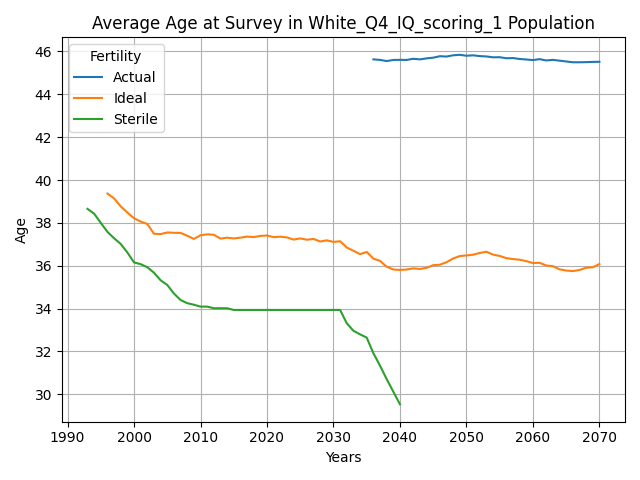 Average Age at Survey in White_Q4_IQ_scoring_1 Population
Fertility
Actual
Ideal
Sterile
Age
46
44
42
40
38
36
34
32
30
1990 2000 2010 2020 2030 2040 2050 2060 2070
Years